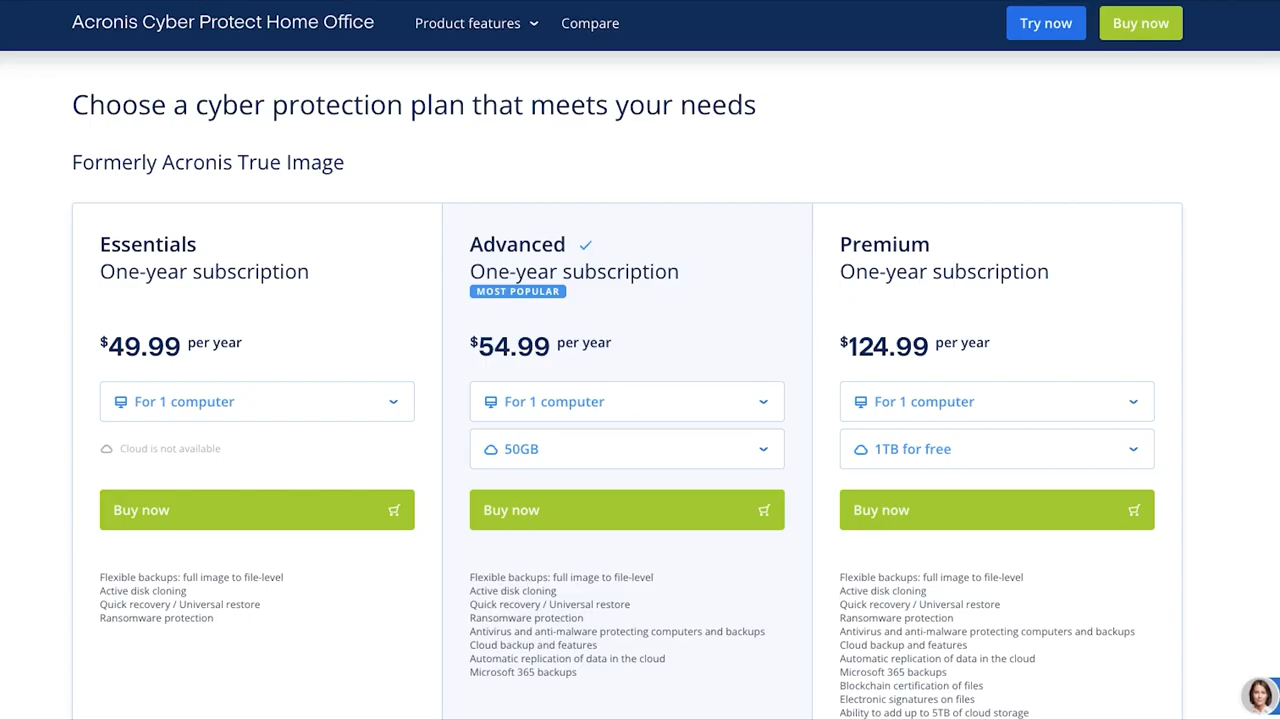 Acronis Cyber Protect Home Office
Product features
Compare
Try now
Buy now
Choose a cyber protection plan that meets your needs
Formerly Acronis True Image
Essentials
One-year subscription
$49.99 per year
For 1 computer
Cloud is not available
Buy now
Flexible backups: full image to file-level
Active disk cloning
Quick recovery / Universal restore
Ransomware protection
Advanced
One-year subscription
MOST POPULAR
$54.99 per year
For 1 computer
50GB
Buy now
Flexible backups: full image to file-level
Active disk cloning
Quick recovery / Universal restore
Ransomware protection
Antivirus and anti-malware protecting computers and backups
Cloud backup and features
Automatic replication of data in the cloud
Microsoft 365 backups
Premium
One-year subscription
$124.99 per year
For 1 computer
1TB for free
Buy now
Flexible backups: full image to file-level
Active disk cloning
Quick recovery / Universal restore
Ransomware protection
Antivirus and anti-malware protecting computers and backups
Cloud backup and features
Automatic replication of data in the cloud
Microsoft 365 backups
Blockchain certification of files
Electronic signatures on files
Ability to add up to 5TB of cloud storage